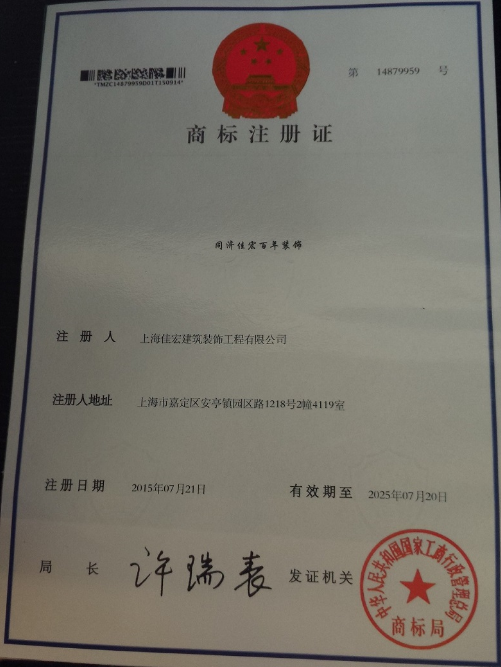 第 14879959 号
*TMZC14879959D01T150914*
商标注册证
同济佳宏百年装饰
注册人 上海佳宏建筑装饰工程有限公司
注册人地址 上海市嘉定区安亭镇园区路1218号2幢4119室
注册日期 2015年07月21日 有效期至 2025年07月20日
局长 许瑞表 发证机关
中华人民共和国国家工商行政管理总局
商标局